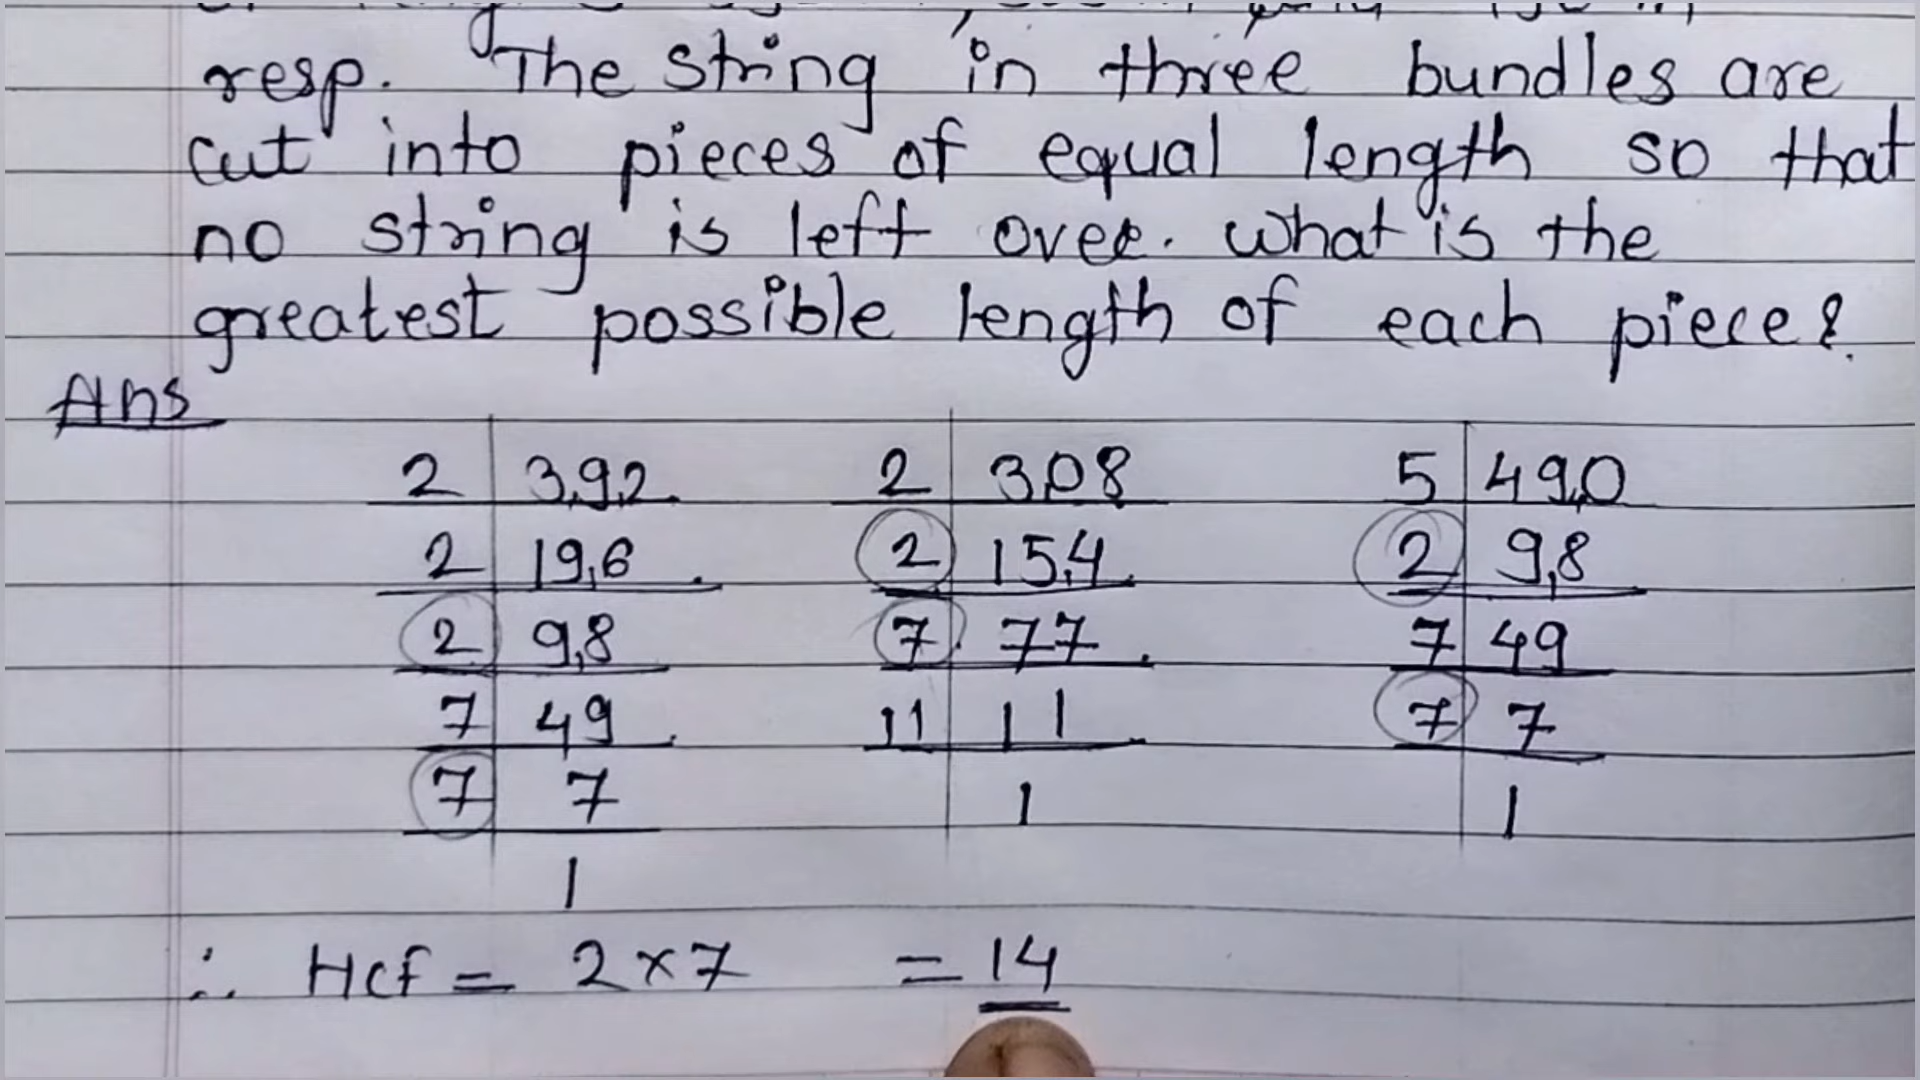 resp. The string in three bundles are
cut into pieces of equal length so that
no string is left over. What is the
greatest possible length of each piece?
Ans
2 | 392 2 | 308 5 | 490
2 | 196 2 | 154 2 | 98
2 | 98 7 | 77 7 | 49
7 | 49 11 | 11 7 | 7
7 | 7 1 1
1
∴ Hcf = 2 x 7 = 14